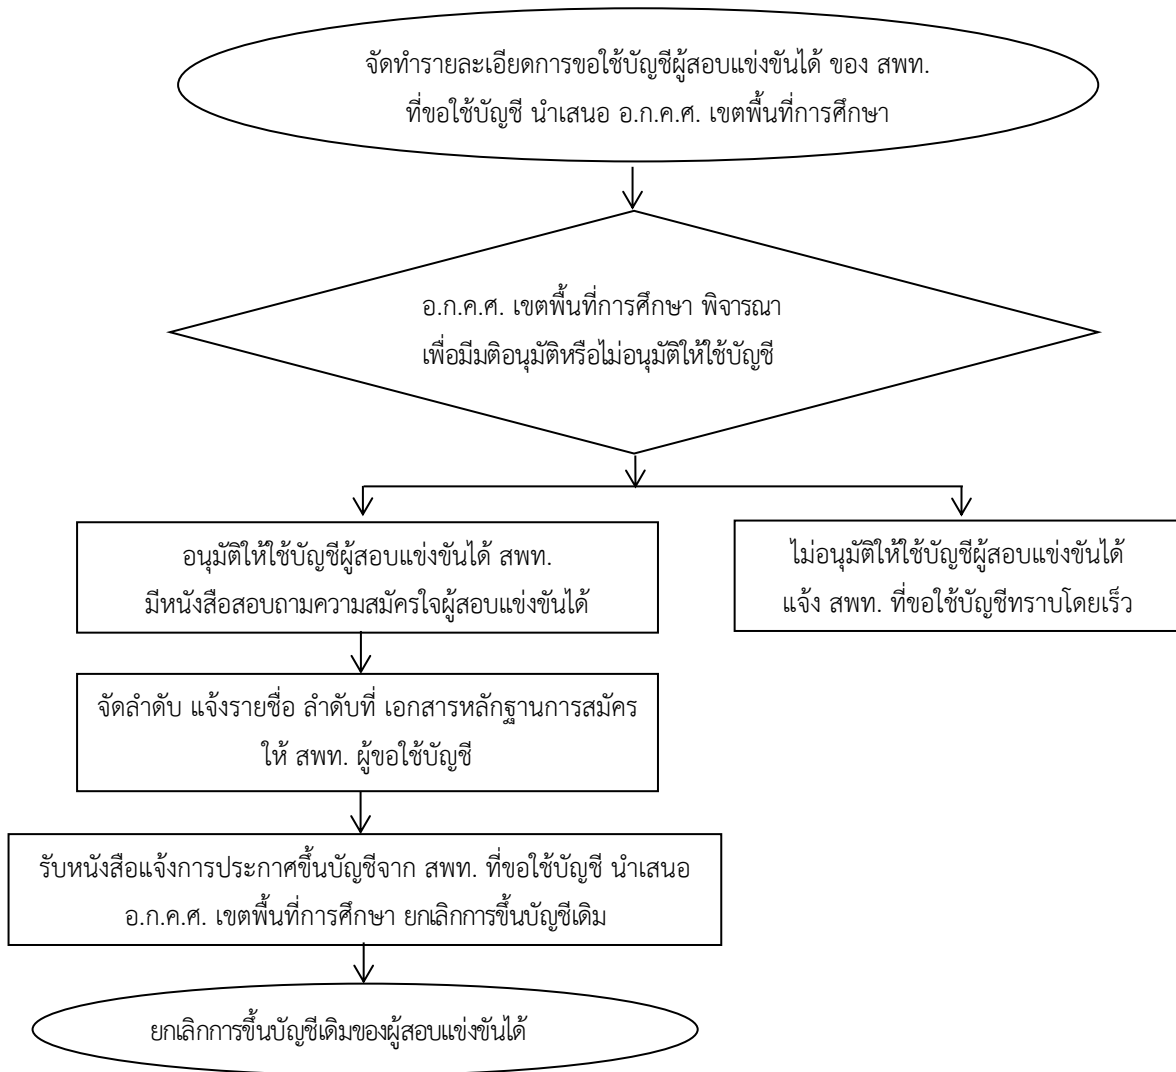 จัดทำรายละเอียดการขอใช้บัญชีผู้สอบแข่งขันได้ ของ สพท.
ที่ขอใช้บัญชี นำเสนอ อ.ก.ค.ศ. เขตพื้นที่การศึกษา
อ.ก.ค.ศ. เขตพื้นที่การศึกษา พิจารณา
เพื่อมีมติอนุมัติหรือไม่อนุมัติให้ใช้บัญชี
อนุมัติให้ใช้บัญชีผู้สอบแข่งขันได้ สพท.
มีหนังสือสอบถามความสมัครใจผู้สอบแข่งขันได้
ไม่อนุมัติให้ใช้บัญชีผู้สอบแข่งขันได้
แจ้ง สพท. ที่ขอใช้บัญชีทราบโดยเร็ว
จัดลำดับ แจ้งรายชื่อ ลำดับที่ เอกสารหลักฐานการสมัคร
ให้ สพท. ผู้ขอใช้บัญชี
รับหนังสือแจ้งการประกาศขึ้นบัญชีจาก สพท. ที่ขอใช้บัญชี นำเสนอ
อ.ก.ค.ศ. เขตพื้นที่การศึกษา ยกเลิกการขึ้นบัญชีเดิม
ยกเลิกการขึ้นบัญชีเดิมของผู้สอบแข่งขันได้